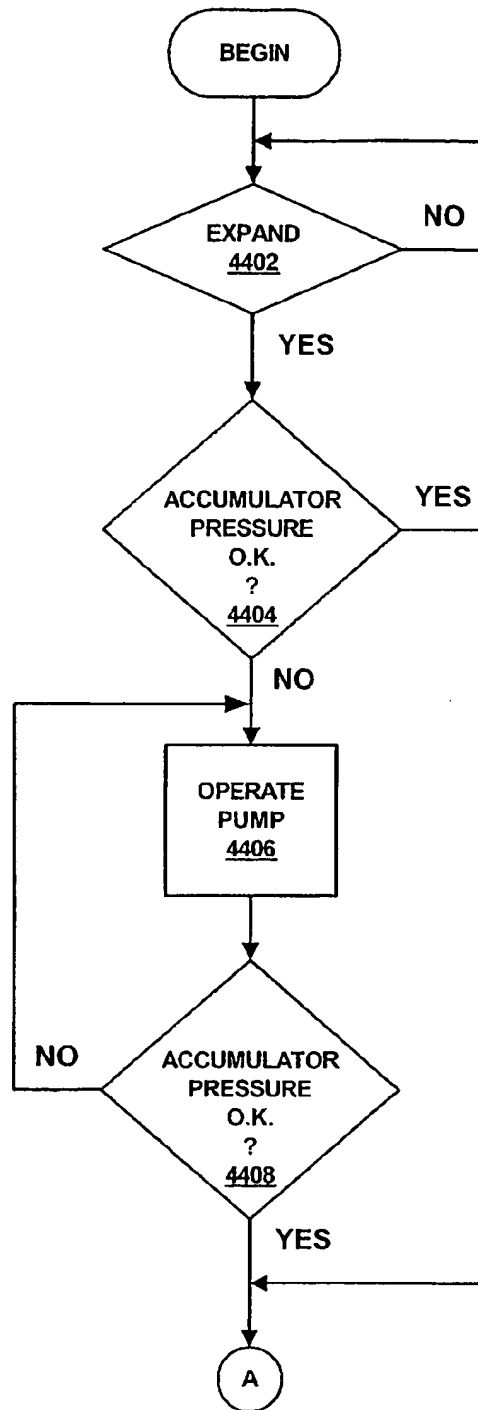 BEGIN
EXPAND
4402
NO
YES
ACCUMULATOR
PRESSURE
O.K.
?
4404
YES
NO
OPERATE
PUMP
4406
ACCUMULATOR
PRESSURE
O.K.
?
4408
NO
YES
A